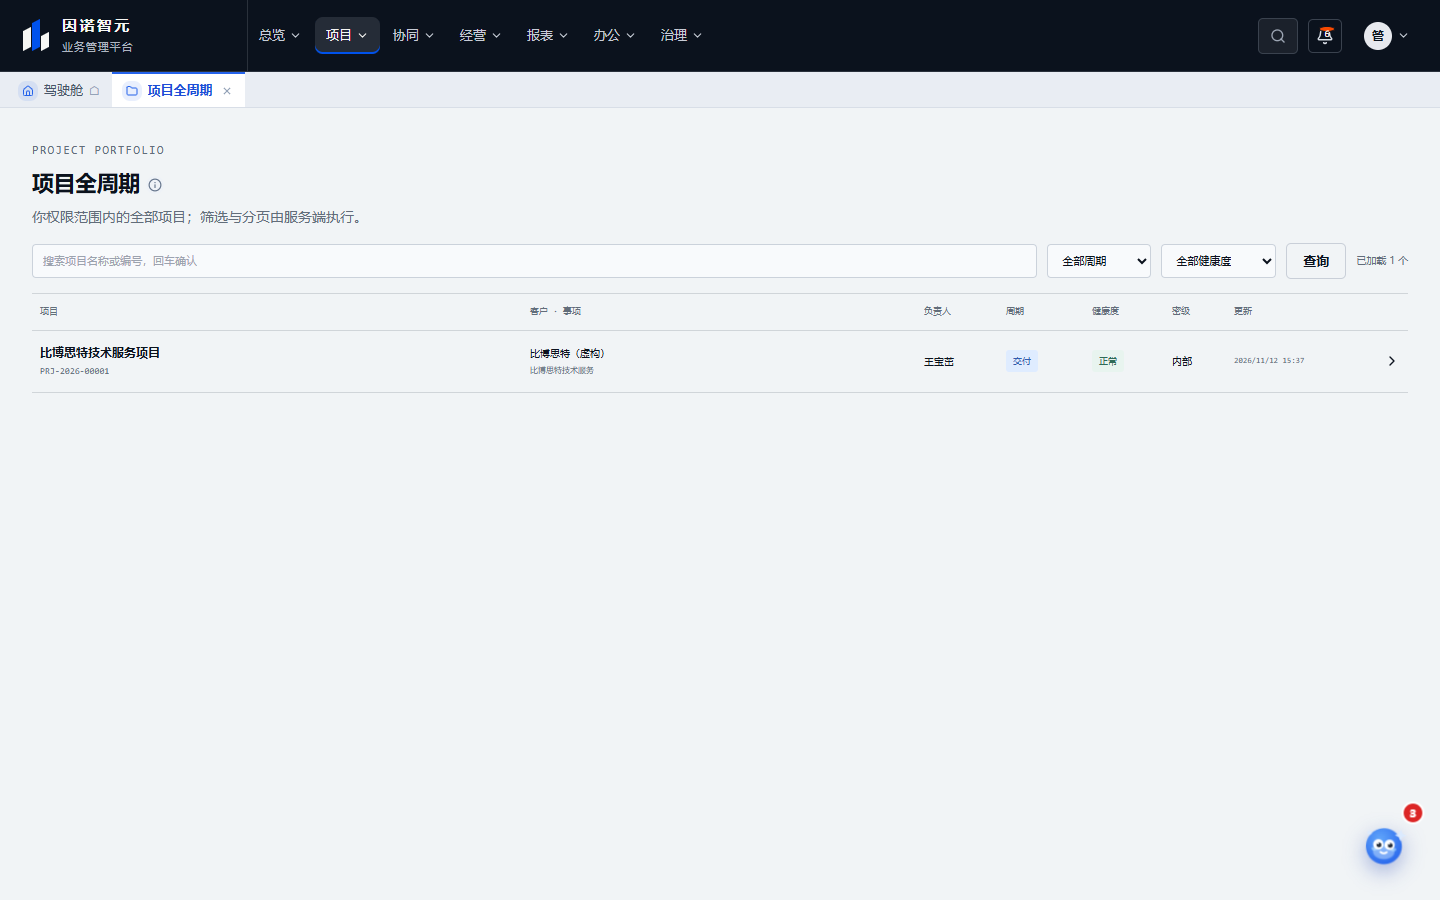 因诺智元
业务管理平台
总览
项目
协同
经营
报表
办公
治理
管
驾驶舱
项目全周期
PROJECT PORTFOLIO
项目全周期
你权限范围内的全部项目；筛选与分页由服务端执行。
搜索项目名称或编号，回车确认
全部周期
全部健康度
查询
已加载 1 个
项目
客户 · 事项
负责人
周期
健康度
密级
更新
比博思特技术服务项目
PRJ-2026-00001
比博思特（虚构）
比博思特技术服务
王宝茁
交付
正常
内部
2026/11/12 15:37
3